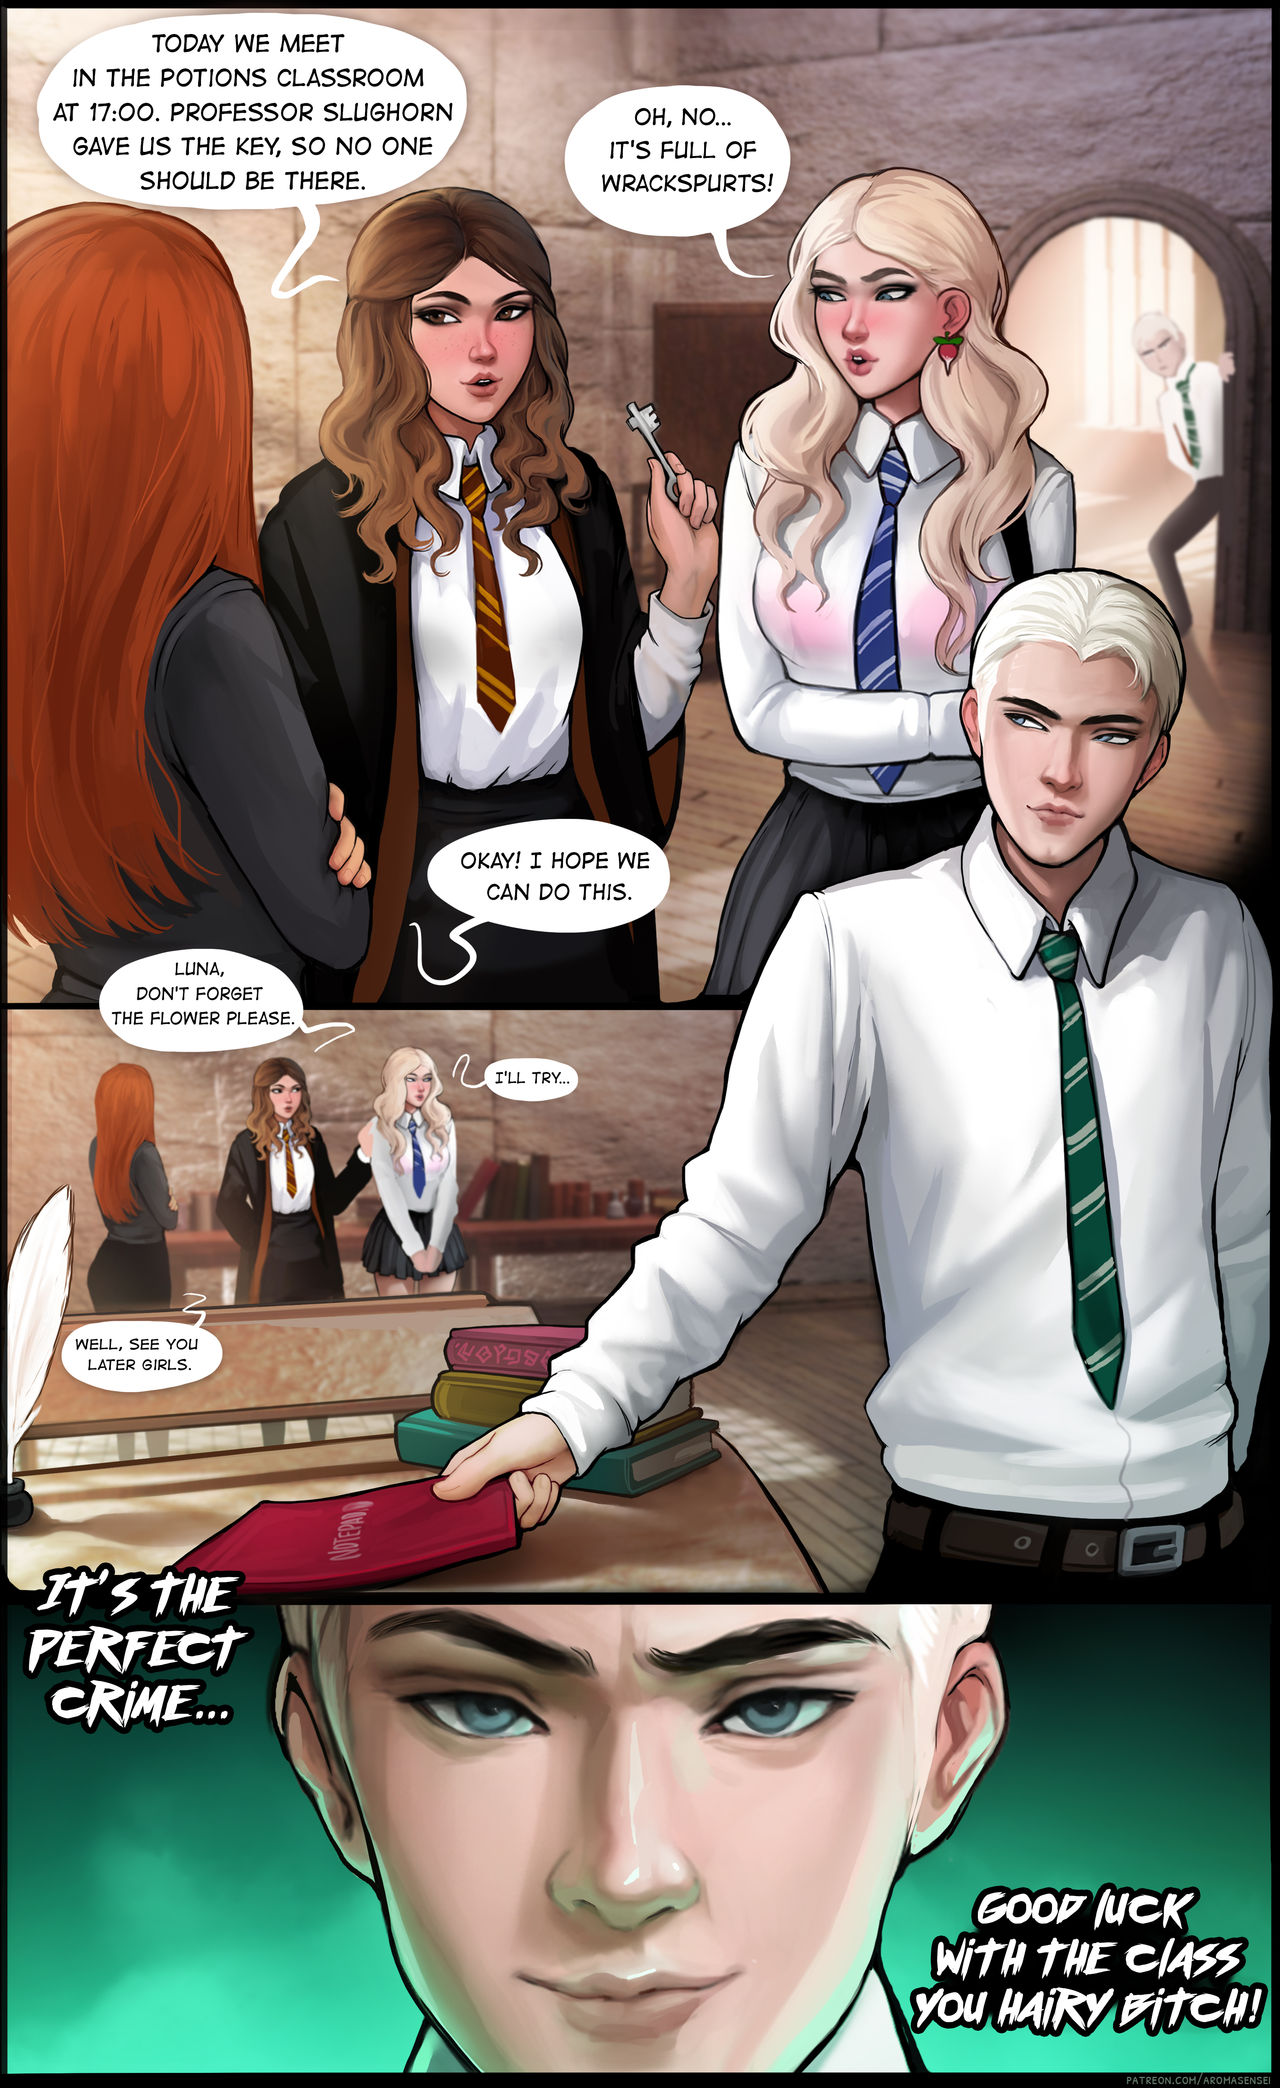 TODAY WE MEET
IN THE POTIONS CLASSROOM
AT 17:00. PROFESSOR SLUGHORN
GAVE US THE KEY, SO NO ONE
SHOULD BE THERE.
OH, NO...
IT'S FULL OF
WRACKSPURTS!
OKAY! I HOPE WE
CAN DO THIS.
LUNA,
DON'T FORGET
THE FLOWER PLEASE.
I'LL TRY...
WELL, SEE YOU
LATER GIRLS.
NOTEPAD
IT'S THE
PERFECT
CRIME...
GOOD LUCK
WITH THE CLASS
YOU HAIRY BITCH!
PATREON.COM/AROMASENSEI